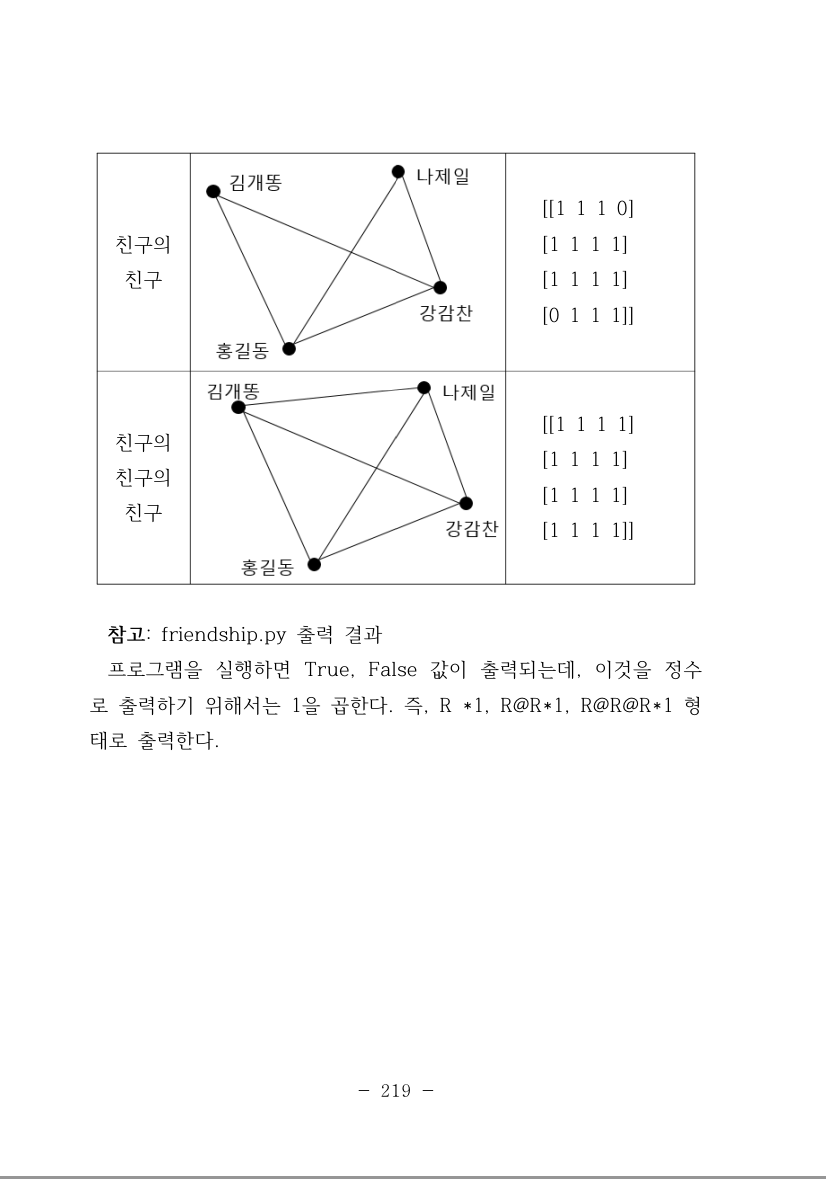 친구의
친구
김개똥
나제일
강감찬
홍길동
[[1 1 1 0]
[1 1 1 1]
[1 1 1 1]
[0 1 1 1]]
친구의
친구의
친구
김개똥
나제일
강감찬
홍길동
[[1 1 1 1]
[1 1 1 1]
[1 1 1 1]
[1 1 1 1]]
참고: friendship.py 출력 결과
프로그램을 실행하면 True, False 값이 출력되는데, 이것을 정수
로 출력하기 위해서는 1을 곱한다. 즉, R *1, R@R*1, R@R@R*1 형
태로 출력한다.
- 219 -